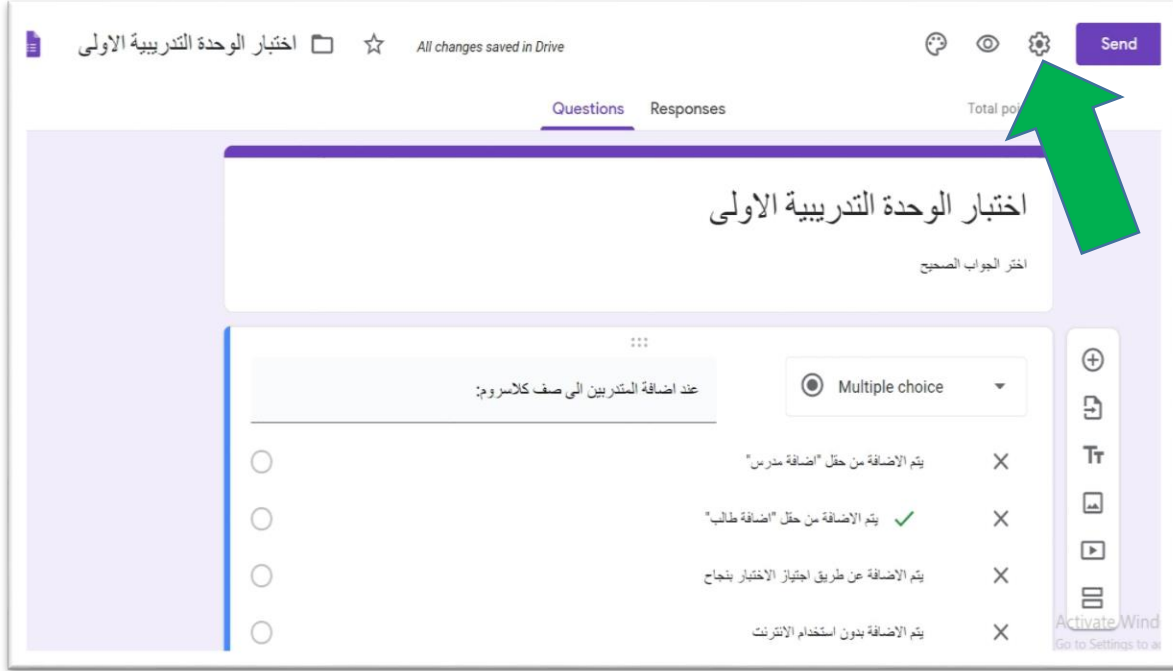 اختبار الوحدة التدريبية الاولى
All changes saved in Drive
Send
Questions
Responses
Total
اختبار الوحدة التدريبية الاولى
اختر الجواب الصحيح
عند اضافة المتدربين الى صف كلاسروم:
Multiple choice
يتم الاضافة من حقل "اضافة مدرس"
يتم الاضافة من حقل "اضافة طالب"
يتم الاضافة عن طريق اجتياز الاختبار بنجاح
يتم الاضافة بدون استخدام الانترنت
Tт
Activate Wind
Go to Settings to